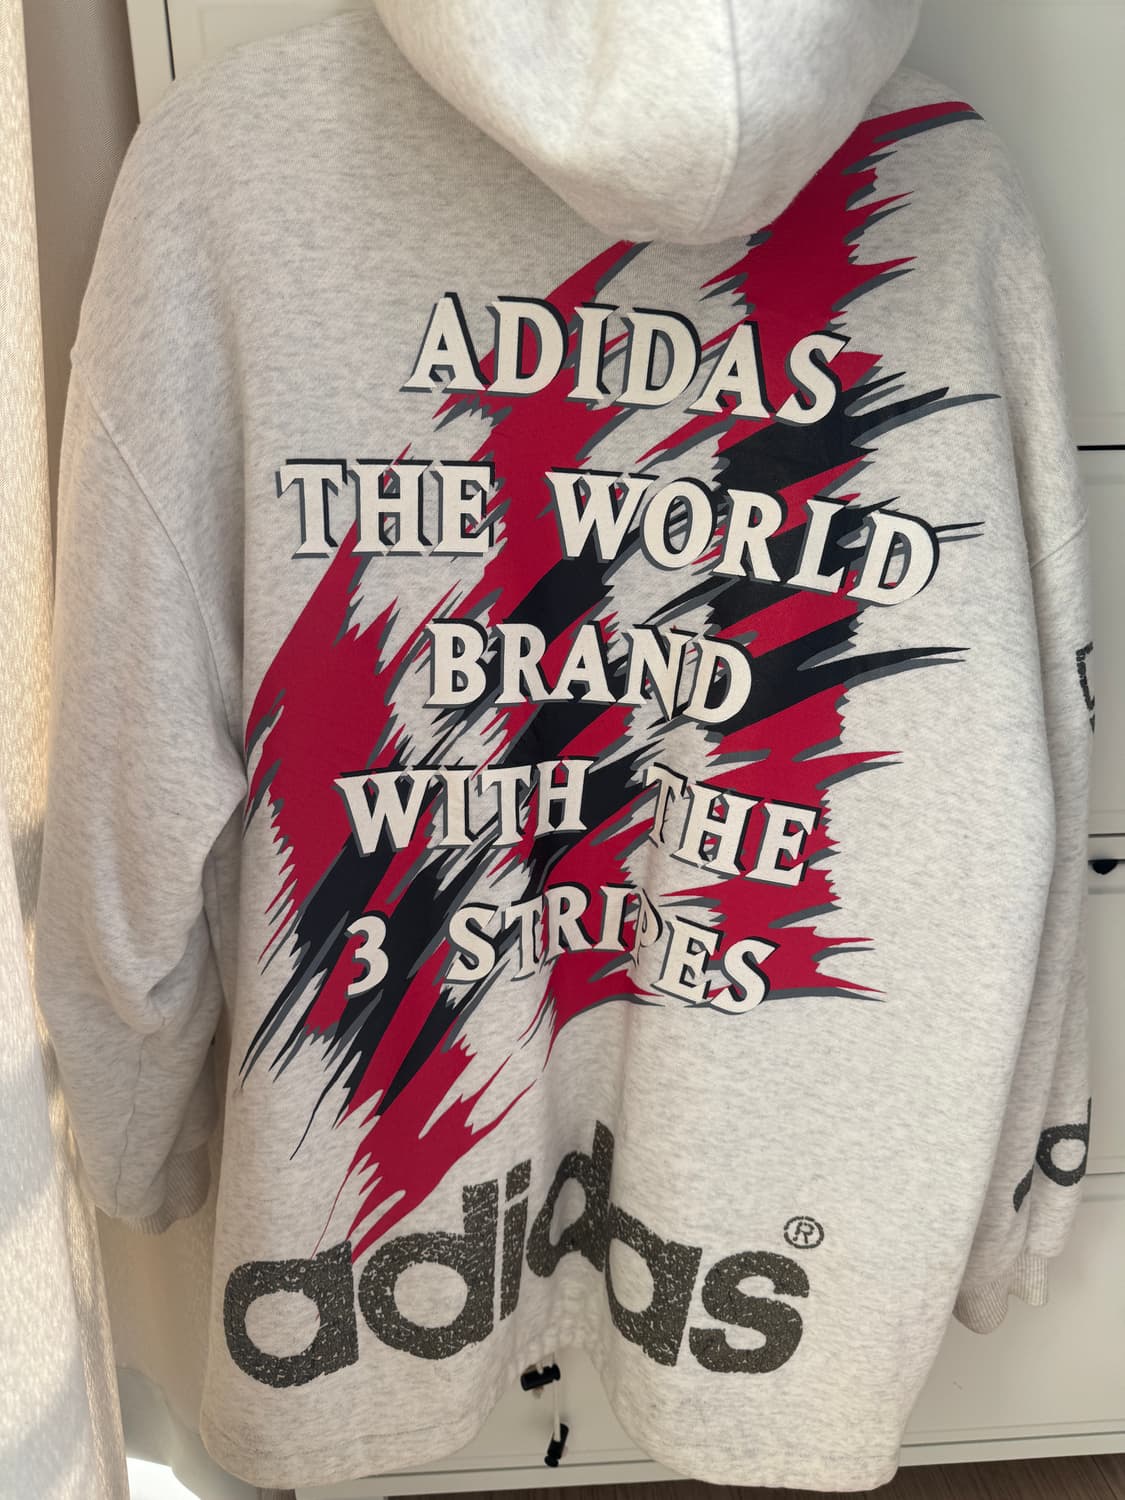 ADIDAS
THE WORLD
BRAND
WITH THE
3 STRIPES
adidas®